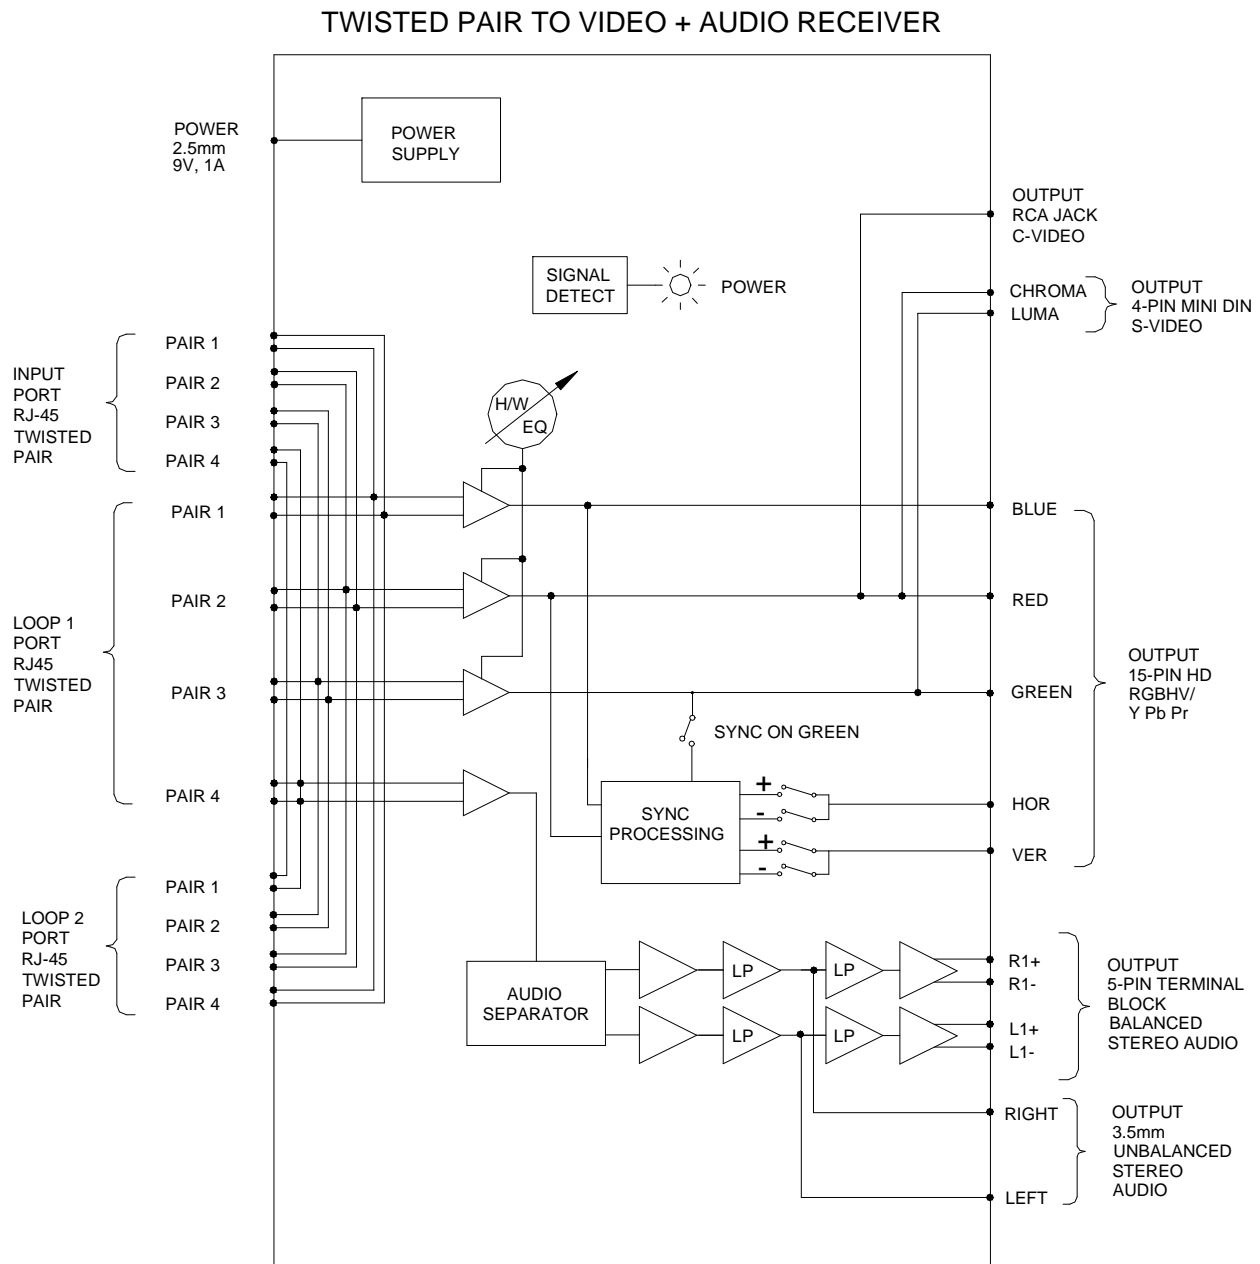 TWISTED PAIR TO VIDEO + AUDIO RECEIVER
POWER
2.5mm
9V, 1A
POWER
SUPPLY
OUTPUT
RCA JACK
C-VIDEO
SIGNAL
DETECT
POWER
CHROMA
LUMA
OUTPUT
4-PIN MINI DIN
S-VIDEO
INPUT
PORT
RJ-45
TWISTED
PAIR
PAIR 1
PAIR 2
PAIR 3
PAIR 4
H/W
EQ
LOOP 1
PORT
RJ45
TWISTED
PAIR
PAIR 1
PAIR 2
PAIR 3
PAIR 4
BLUE
RED
GREEN
HOR
VER
OUTPUT
15-PIN HD
RGBHV/
Y Pb Pr
SYNC ON GREEN
SYNC
PROCESSING
+
-
+
-
LOOP 2
PORT
RJ-45
TWISTED
PAIR
PAIR 1
PAIR 2
PAIR 3
PAIR 4
AUDIO
SEPARATOR
LP
LP
LP
LP
R1+
R1-
L1+
L1-
OUTPUT
5-PIN TERMINAL
BLOCK
BALANCED
STEREO AUDIO
RIGHT
LEFT
OUTPUT
3.5mm
UNBALANCED
STEREO
AUDIO